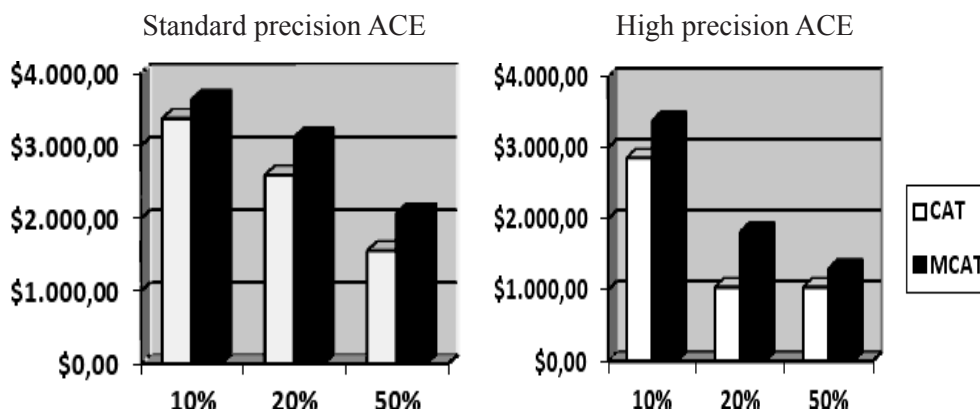 Standard precision ACE
$4.000,00
$3.000,00
$2.000,00
$1.000,00
$0,00
10% 20% 50%
High precision ACE
$4.000,00
$3.000,00
$2.000,00
$1.000,00
$0,00
10% 20% 50%
CAT
MCAT